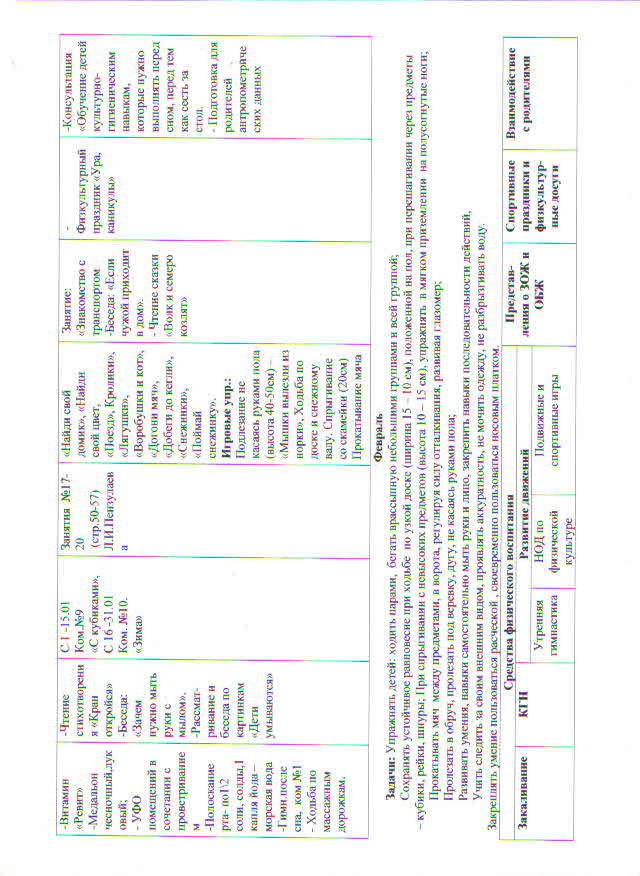 -Витамин
«Ревит»
-Медальон
чесночный,лук
овый;
- УФО
помещений в
сочетании с
проветривание
м
-Полоскание
рта- по1\2
соли, соды,1
капля йода –
морская вода
-Гимн.после
сна, ком №1
- Ходьба по
массажным
дорожкам.
-Чтение
стихотворени
я «Кран
откройся»
-Беседа:
«Зачем
нужно мыть
руки с
мылом»,
-Рассмат-
ривание и
беседа по
картинкам
«Дети
умываются»
С 1 -15.01
Ком.№9
«С кубиками»,
С 16 -31.01
Ком. №10.
«Зима»
Занятия №17-
20
(стр.50-57)
Л.И.Пензулаев
а
«Найди свой
домик», «Найди
свой цвет,
«Поезд», Кролики»,
«Лягушки»,
«Воробушки и кот»,
«Догони мяч»,
«Добеги до кегли»,
«Снежинки»,
«Поймай
снежинку».
Игровые упр.:
Подлезание не
касаясь руками пола
(высота 40-50см) –
«Мышки вылезли из
норки», Ходьба по
доске и снежному
валу. Спрыгивание
со скамейки (20см)
Прокатывания мяча
Занятие:
«Знакомство с
транспортом
-Беседа: «Если
чужой приходит
в дом».
- Чтение сказки
«Волк и семеро
козлят»
-
Физкультурный
праздник «Ура,
каникулы»
-Консультация
«Обучение детей
культурно-
гигиеническим
навыкам,
которые нужно
выполнять перед
сном, перед тем
как сесть за
стол.
- Подготовка для
родителей
антропометриче
ских данных
Февраль
Задачи: Упражнять детей: ходить парами, бегать врассыпную небольшими группами и всей группой;
Сохранять устойчивое равновесие при ходьбе по узкой доске (ширина 15 – 10 см), положенной на пол, при перешагивании через предметы
– кубики, рейки, шнуры; При спрыгивании с невысоких предметов (высота 10 – 15 см), упражнять в мягком приземлении на полусогнутые ноги;
Прокатывать мяч между предметами, в ворота, регулируя силу отталкивания, развивая глазомер;
Пролезать в обруч, пролезать под веревку, дугу, не касаясь руками пола;
Развивать умения, навыки самостоятельно мыть руки и лицо, закрепить навыки последовательности действий,
Учить следить за своим внешним видом, проявлять аккуратность, не мочить одежду, не разбрызгивать воду.
Закреплять умение пользоваться расческой , своевременно пользоваться носовым платком.
Средства физического воспитания
Закаливание
КГН
Развитие движений
Утренняя
гимнастика
НОД по
физической
культуре
Подвижные и
спортивные игры
Представ-
ления о ЗОЖ и
ОБЖ
Спортивные
праздники и
физкультур-
ные досуги
Взаимодействие
с родителями